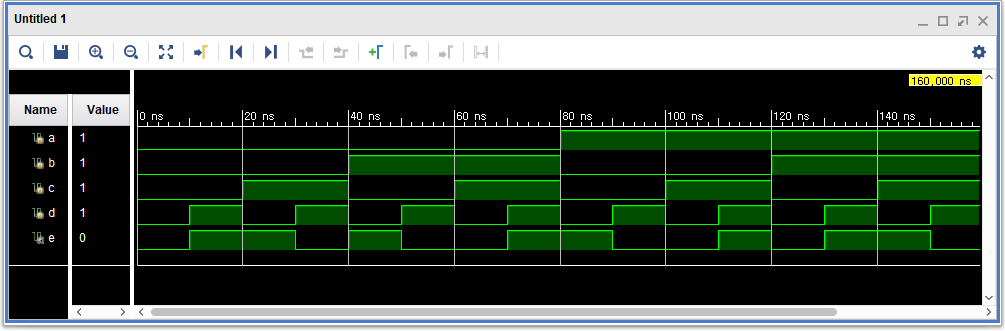 Untitled 1
160,000 ns
Name Value
0 ns 20 ns 40 ns 60 ns 80 ns 100 ns 120 ns 140 ns
a 1
b 1
c 1
d 1
e 0